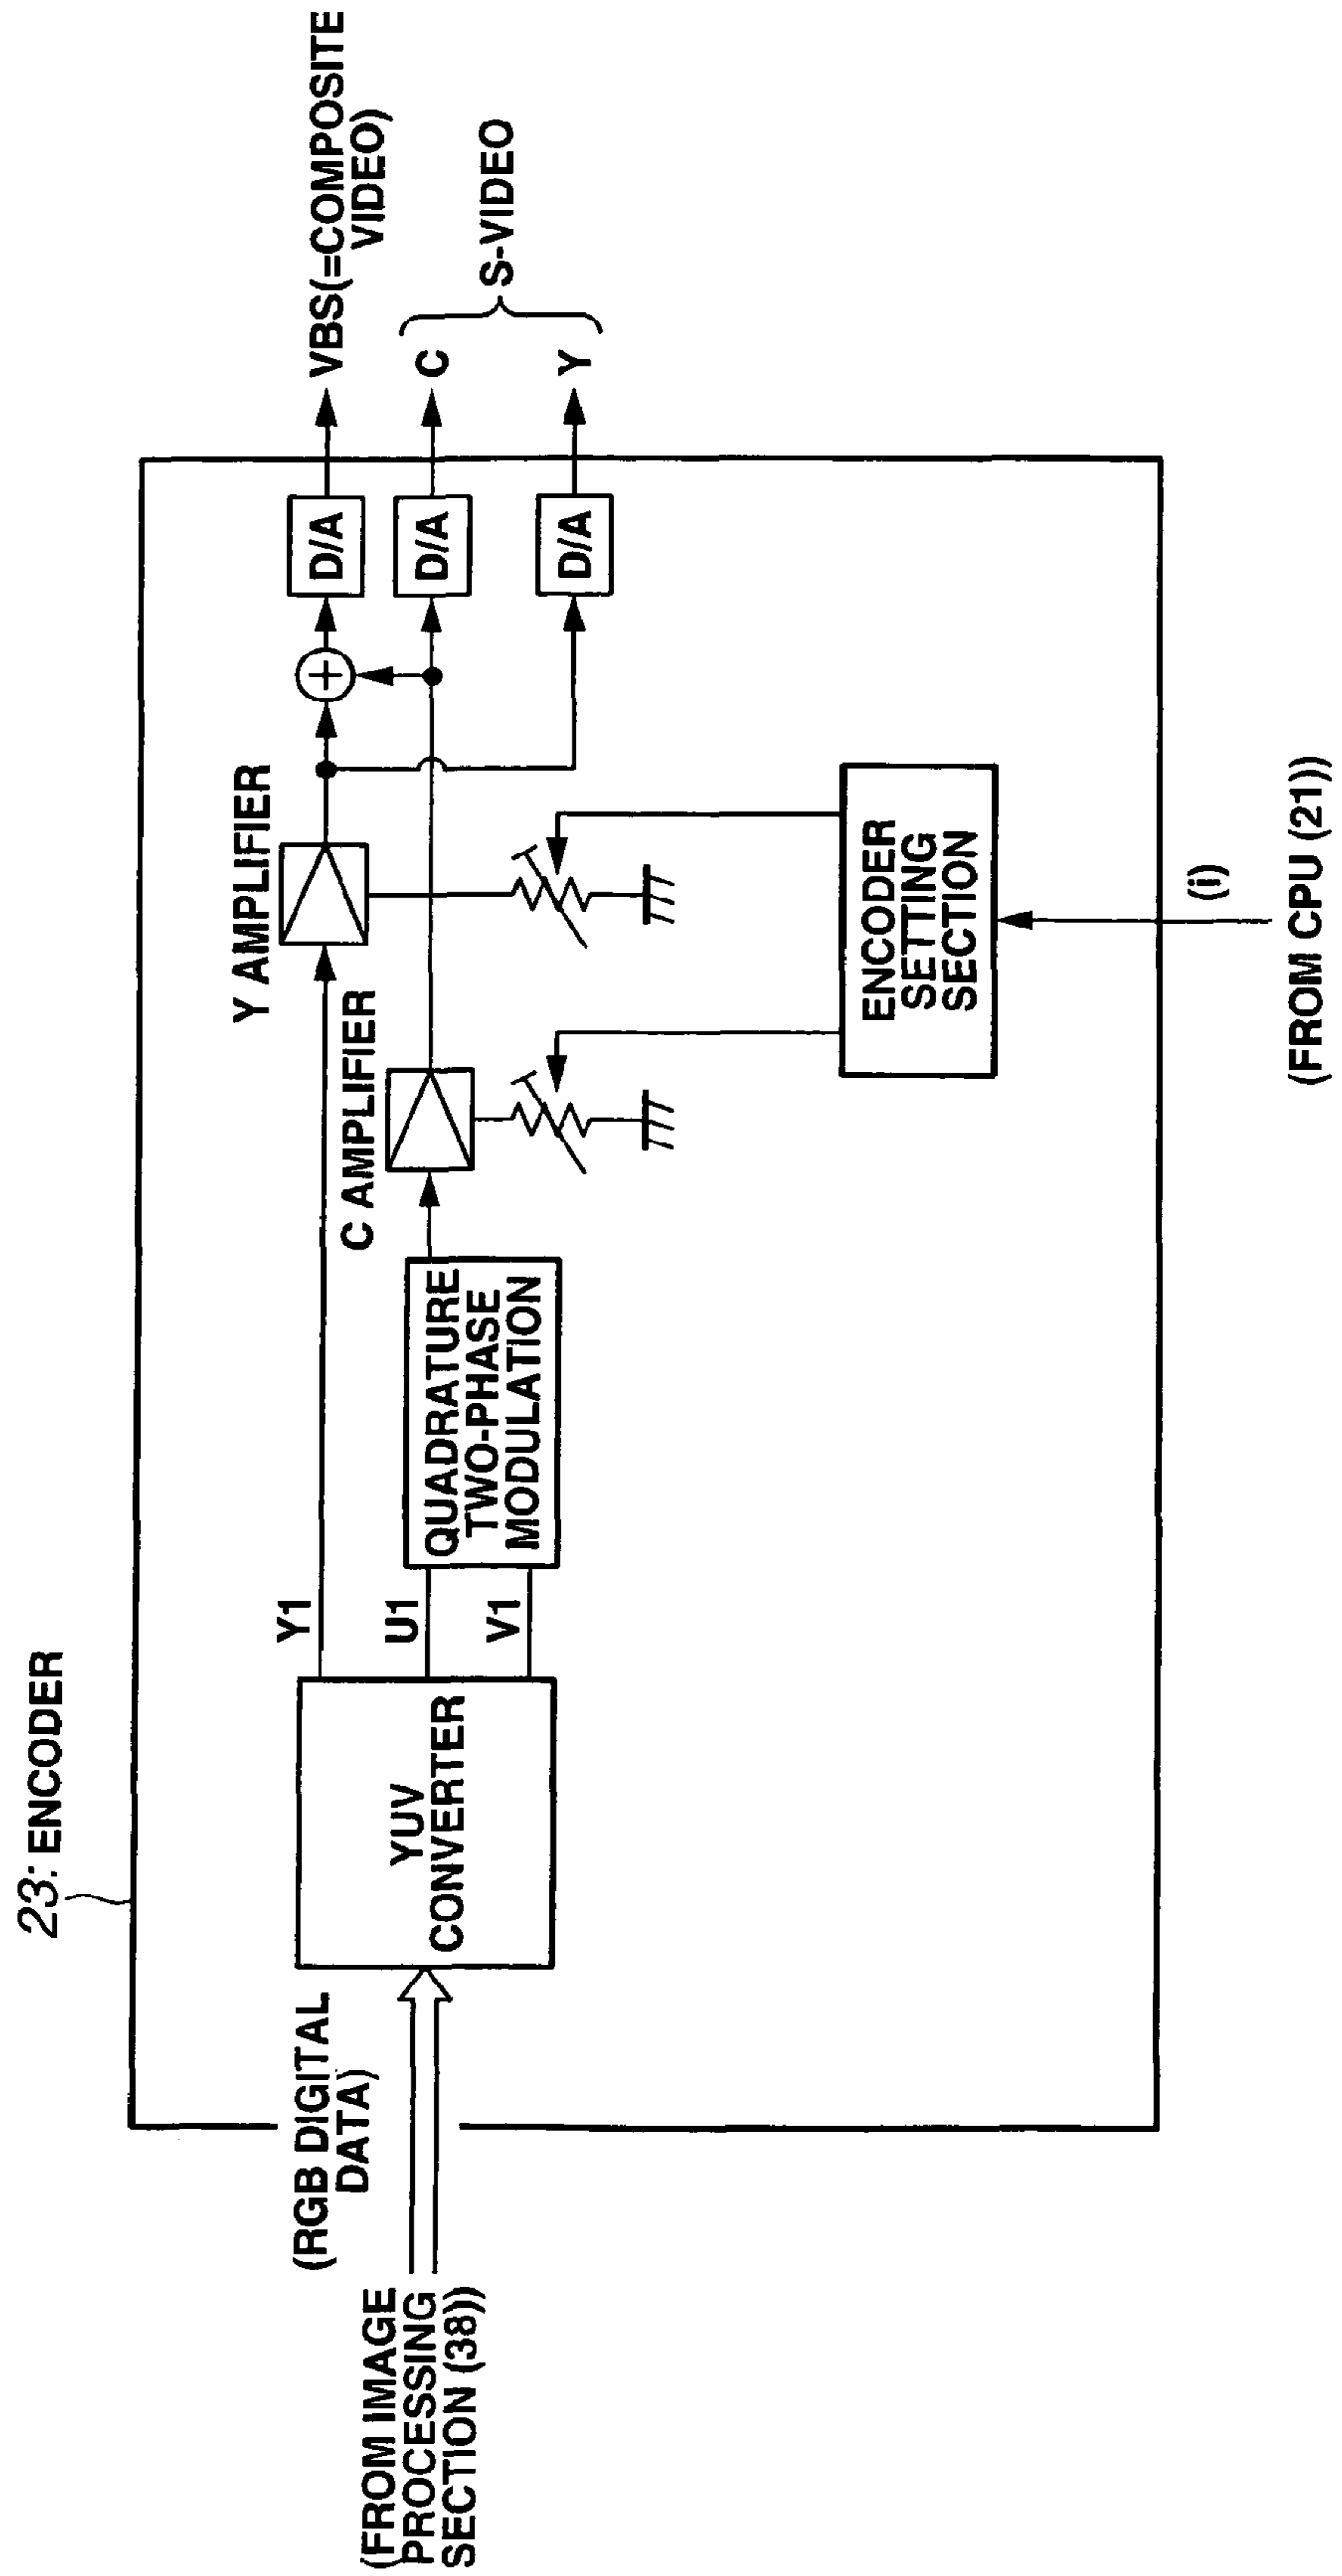 23: ENCODER
(FROM IMAGE
PROCESSING
SECTION (38))
(RGB DIGITAL
DATA)
YUV
CONVERTER
Y1
U1
V1
QUADRATURE
TWO-PHASE
MODULATION
C AMPLIFIER
Y AMPLIFIER
D/A
D/A
D/A
VBS(=COMPOSITE
VIDEO)
C
Y
S-VIDEO
ENCODER
SETTING
SECTION
(i)
(FROM CPU (21))